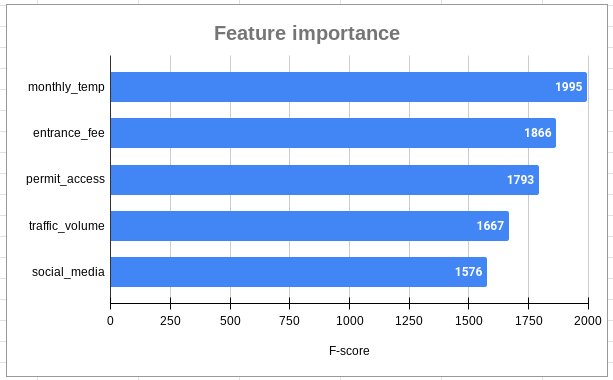 Feature importance
monthly_temp 1995
entrance_fee 1866
permit_access 1793
traffic_volume 1667
social_media 1576
0 250 500 750 1000 1250 1500 1750 2000
F-score